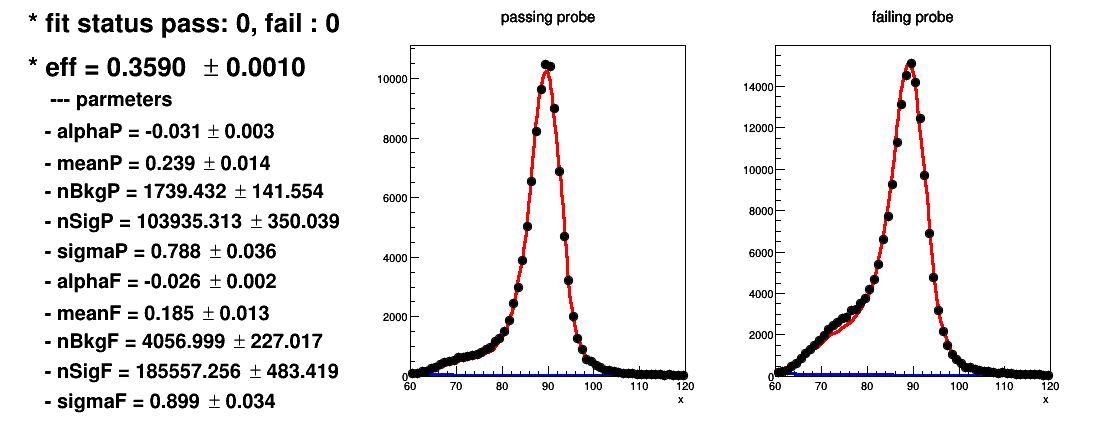 * fit status pass: 0, fail : 0
* eff = 0.3590 ± 0.0010
--- parmeters
- alphaP = -0.031 ± 0.003
- meanP = 0.239 ± 0.014
- nBkgP = 1739.432 ± 141.554
- nSigP = 103935.313 ± 350.039
- sigmaP = 0.788 ± 0.036
- alphaF = -0.026 ± 0.002
- meanF = 0.185 ± 0.013
- nBkgF = 4056.999 ± 227.017
- nSigF = 185557.256 ± 483.419
- sigmaF = 0.899 ± 0.034
passing probe
10000
8000
6000
4000
2000
0
60 70 80 90 100 110 120
x
failing probe
14000
12000
10000
8000
6000
4000
2000
0
60 70 80 90 100 110 120
x